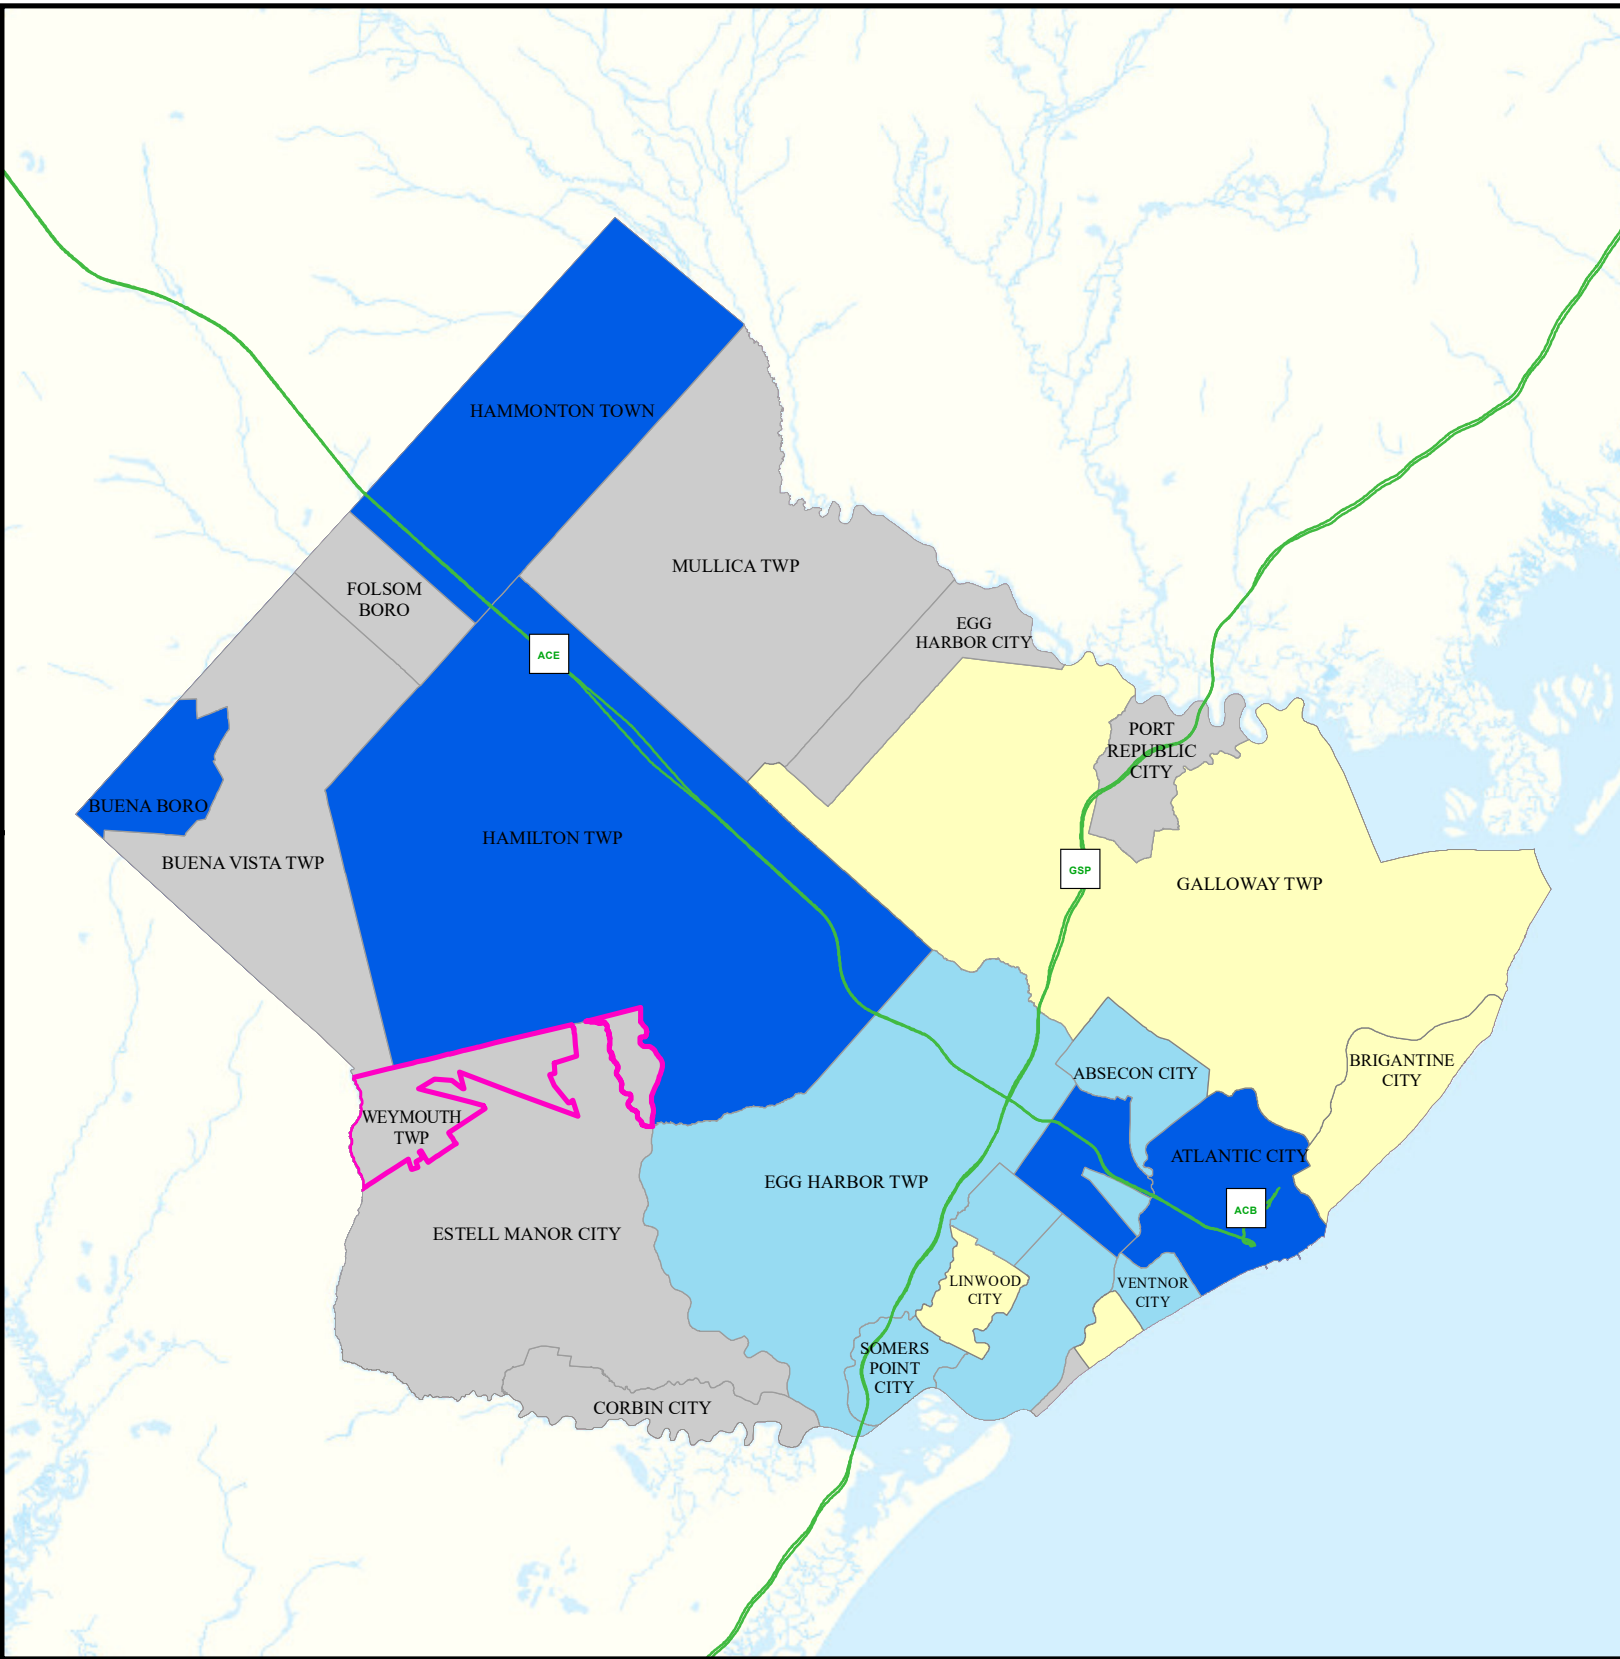 HAMMONTON TOWN
MULLICA TWP
FOLSOM
BORO
EGG
HARBOR CITY
ACE
PORT
REPUBLIC
CITY
BUENA BORO
HAMILTON TWP
BUENA VISTA TWP
GSP
GALLOWAY TWP
BRIGANTINE
CITY
ABSECON CITY
WEYMOUTH
TWP
ATLANTIC CITY
EGG HARBOR TWP
ACB
ESTELL MANOR CITY
LINWOOD
CITY
VENTNOR
CITY
SOMERS
POINT
CITY
CORBIN CITY